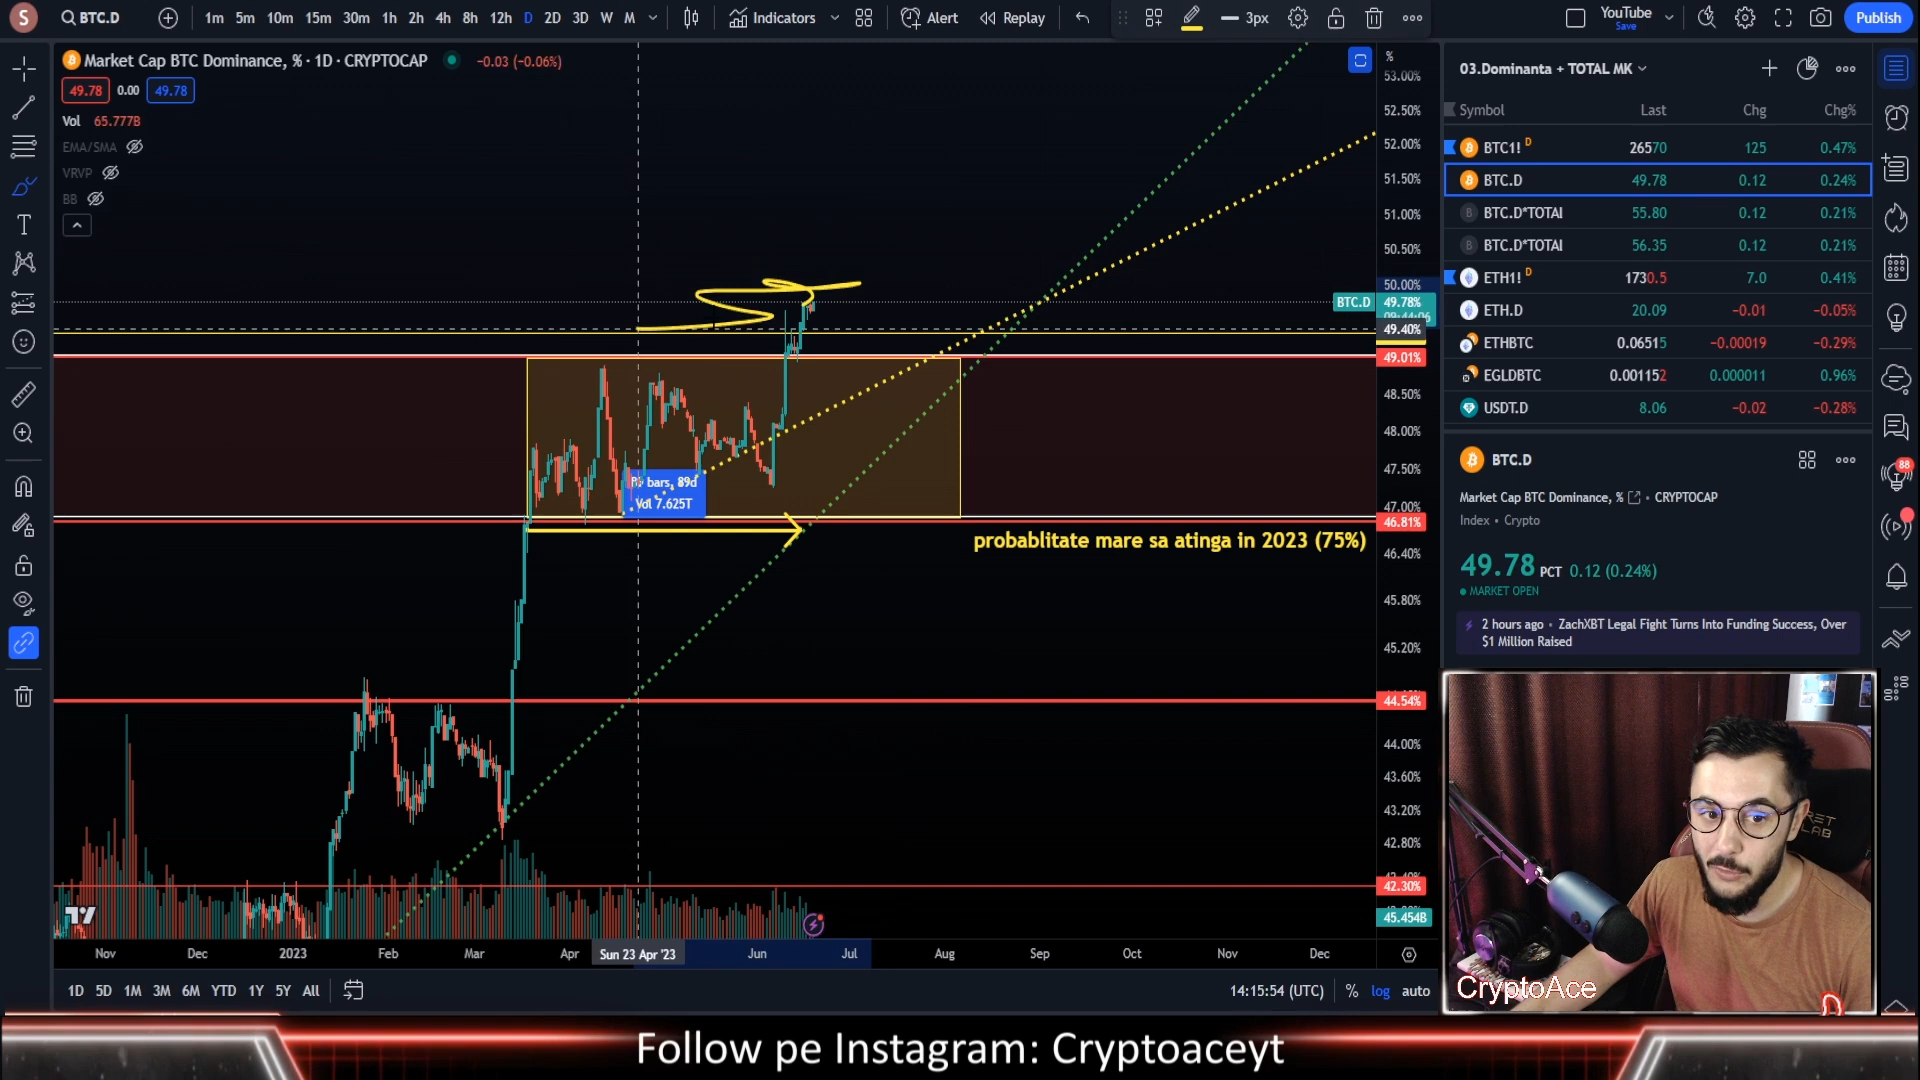 S
BTC.D
1m 5m 10m 15m 30m 1h 2h 4h 8h 12h D 2D 3D W M
Indicators
Alert
Replay
3px
YouTube
Save
Publish
Market Cap BTC Dominance, % · 1D · CRYPTOCAP
-0.03 (-0.06%)
49.78 0.00 49.78
Vol 65.777B
EMA/SMA
VRVP
BB
bars, 89d
Vol 7.625T
probablitate mare sa atinga in 2023 (75%)
%
53.00%
52.50%
52.00%
51.50%
51.00%
50.50%
50.00%
BTC.D 49.78%
49.40%
49.01%
48.50%
48.00%
47.50%
47.00%
46.81%
46.40%
45.80%
45.20%
44.54%
44.00%
43.60%
43.20%
42.80%
42.30%
45.454B
Nov Dec 2023 Feb Mar Apr Sun 23 Apr '23 Jun Jul Aug Sep Oct Nov Dec
1D 5D 1M 3M 6M YTD 1Y 5Y All
14:15:54 (UTC) % log auto
03.Dominanta + TOTAL MK
Symbol Last Chg Chg%
BTC1! D 26570 125 0.47%
BTC.D 49.78 0.12 0.24%
BTC.D*TOTAL 55.80 0.12 0.21%
BTC.D*TOTAL 56.35 0.12 0.21%
ETH1! D 1730.5 7.0 0.41%
ETH.D 20.09 -0.01 -0.05%
ETHBTC 0.06515 -0.00019 -0.29%
EGLDBTC 0.001152 0.000011 0.96%
USDT.D 8.06 -0.02 -0.28%
BTC.D
Market Cap BTC Dominance, % • CRYPTOCAP
Index • Crypto
49.78 PCT 0.12 (0.24%)
MARKET OPEN
2 hours ago • ZachXBT Legal Fight Turns Into Funding Success, Over
$1 Million Raised
88
CryptoAce
Follow pe Instagram: Cryptoaceyt